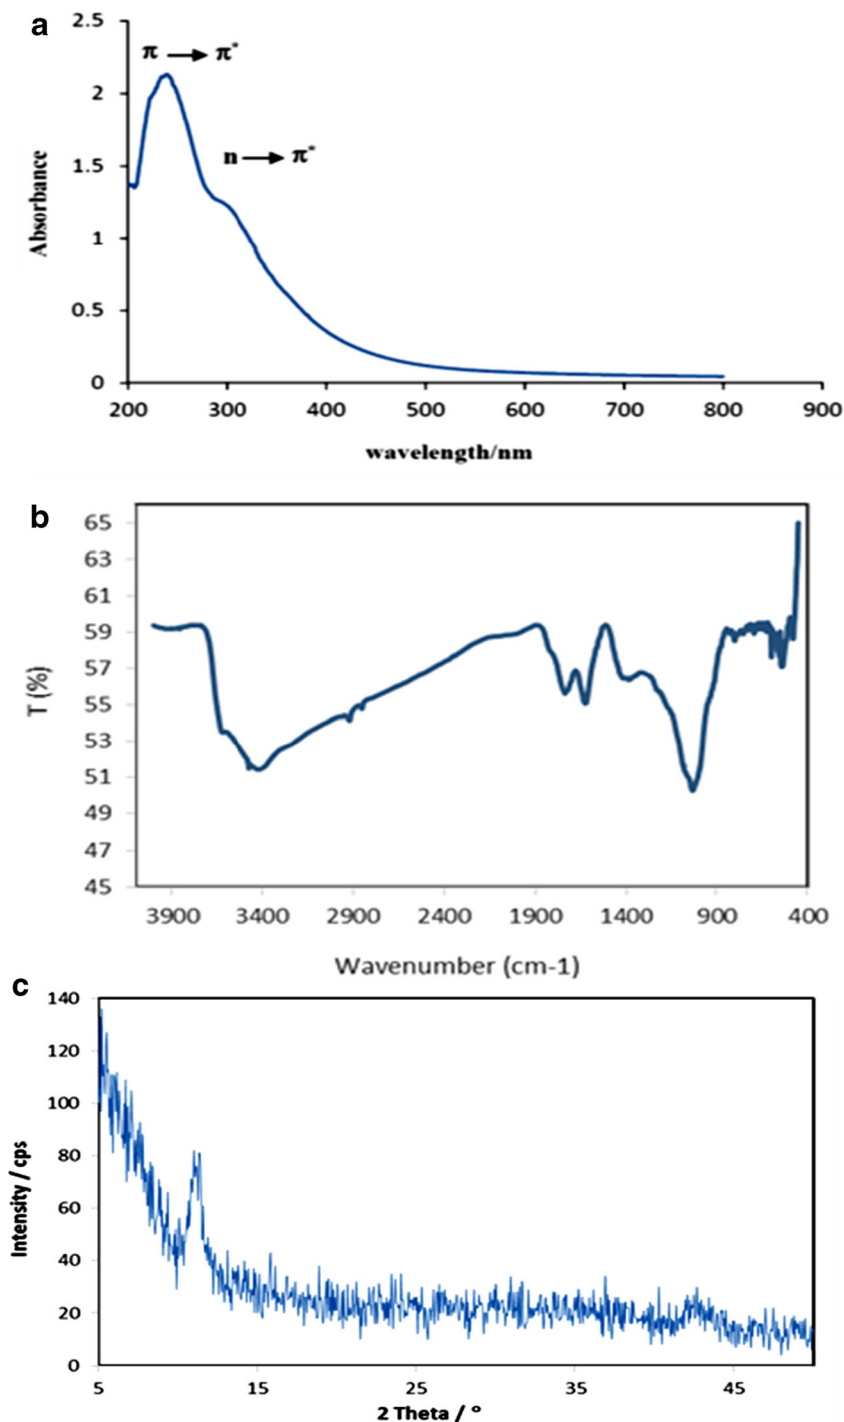 a
2.5
π → π*
2
n → π*
1.5
Absorbance
1
0.5
0
200 300 400 500 600 700 800 900
wavelength/nm
b
65
63
61
59
57
T (%)
55
53
51
49
47
45
3900 3400 2900 2400 1900 1400 900 400
Wavenumber (cm-1)
c
140
120
100
80
Intensity / cps
60
40
20
0
5 15 25 35 45
2 Theta / °